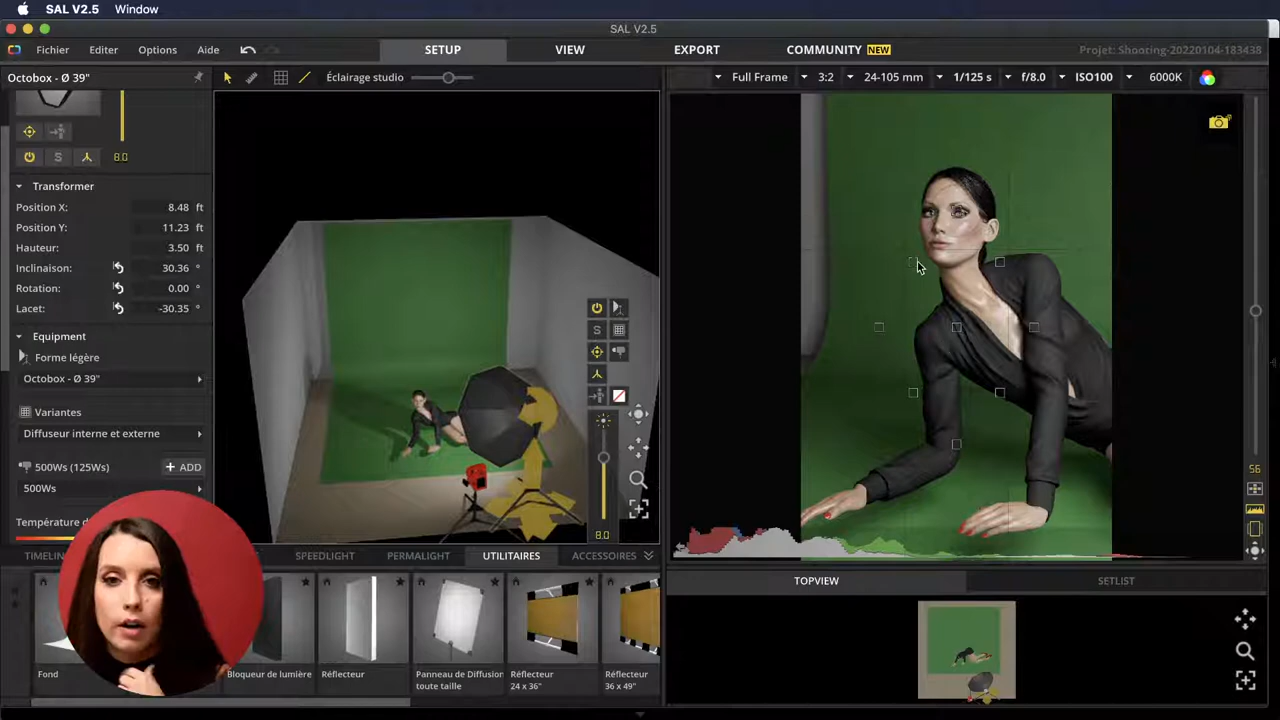 SAL V2.5 Window
SAL V2.5
Fichier Editer Options Aide SETUP VIEW EXPORT COMMUNITY NEW Projet: Shooting-20220104-183438
Octobox - Ø 39" Éclairage studio Full Frame 3:2 24-105 mm 1/125 s f/8.0 ISO100 6000K
S 8.0
Transformer
Position X: 8.48 ft
Position Y: 11.23 ft
Hauteur: 3.50 ft
Inclinaison: 30.36 °
Rotation: 0.00 °
Lacet: -30.35 °
Equipment
Forme légère
Octobox - Ø 39"
Variantes
Diffuseur interne et externe
500Ws (125Ws) + ADD
500Ws
Température d
S
8.0
56
TIMELIN SPEEDLIGHT PERMALIGHT UTILITAIRES ACCESSOIRES
Fond Bloqueur de lumière Réflecteur Panneau de Diffusion toute taille Réflecteur 24 x 36" Réflecteur 36 x 49"
TOPVIEW SETLIST